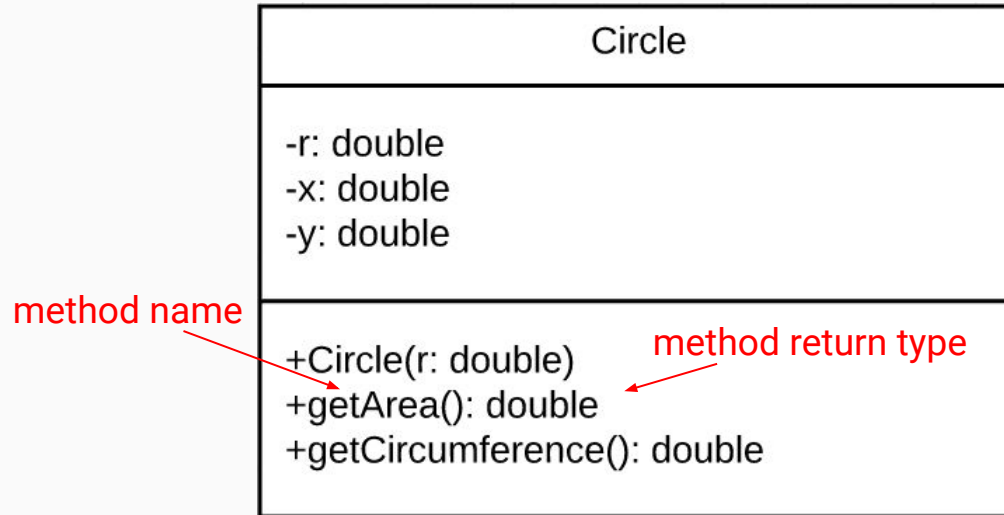 Circle
-r: double
-x: double
-y: double
method name
+Circle(r: double)
method return type
+getArea(): double
+getCircumference(): double